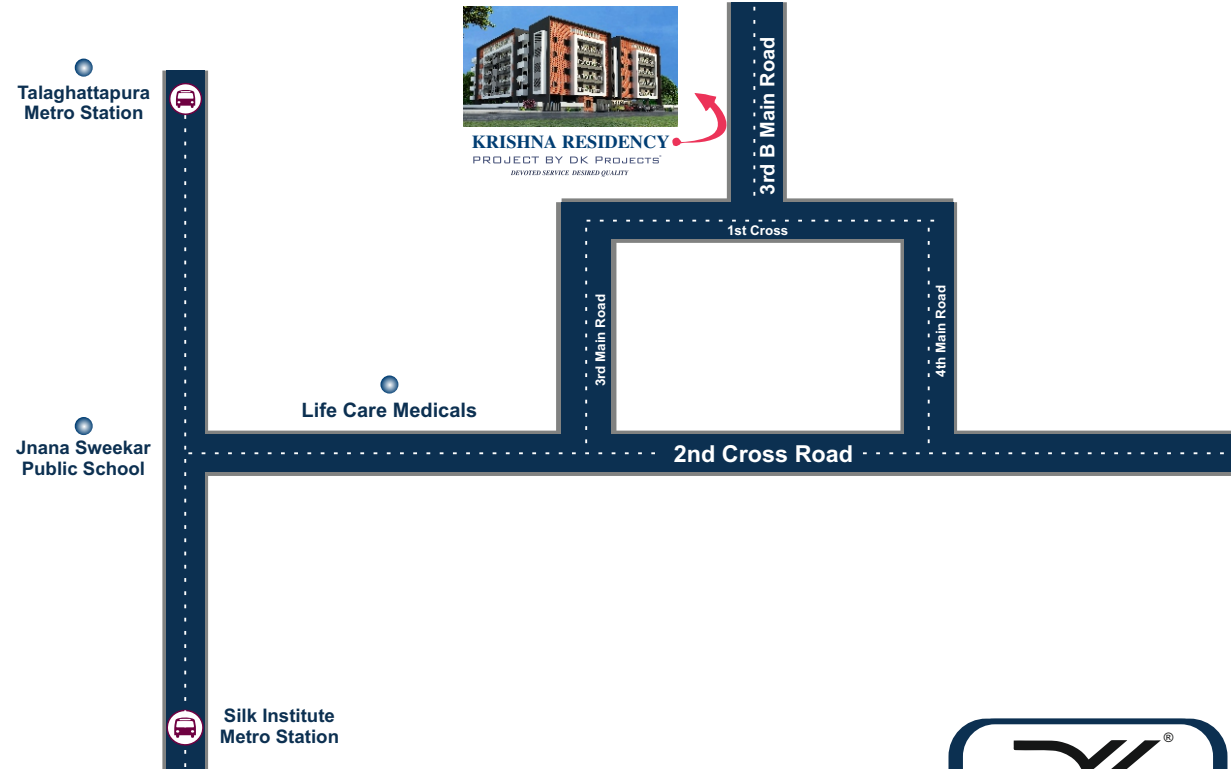 Talaghattapura
Metro Station
KRISHNA RESIDENCY
PROJECT BY DK PROJECTS
DEVOTED SERVICE DESIRED QUALITY
3rd B Main Road
1st Cross
3rd Main Road
4th Main Road
Life Care Medicals
Jnana Sweekar
Public School
2nd Cross Road
Silk Institute
Metro Station
®